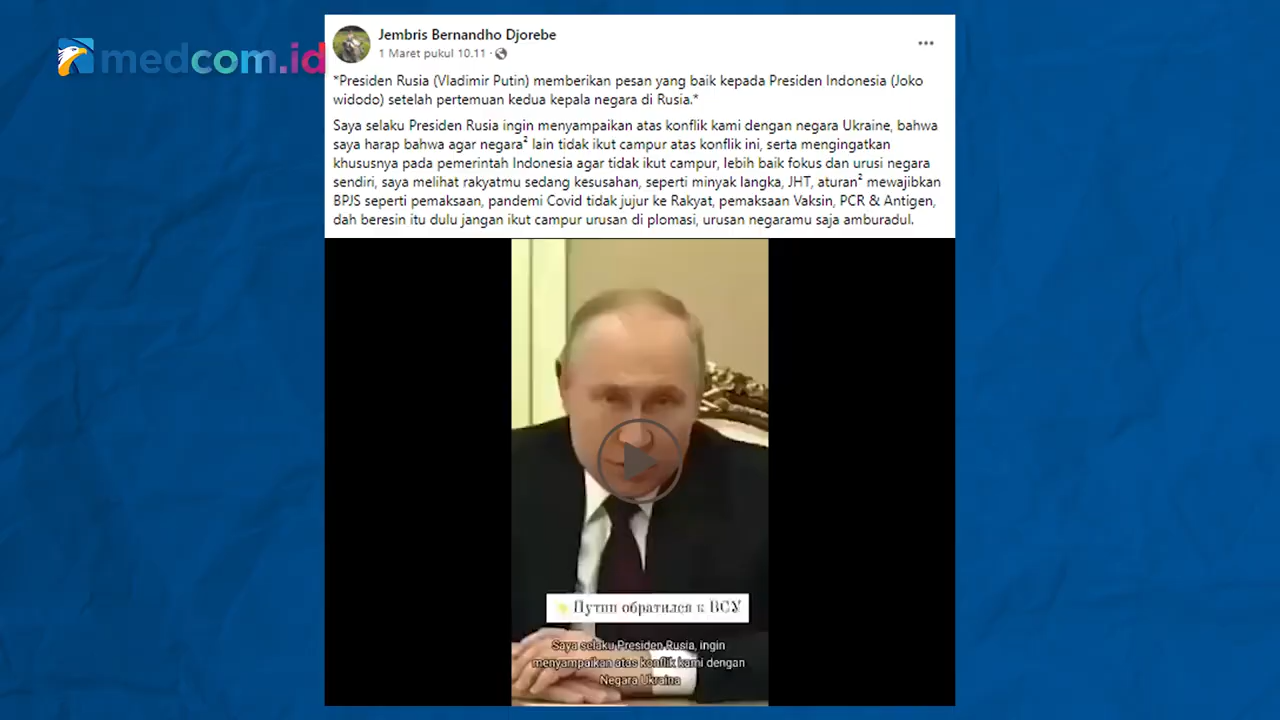 medcom.id
Jembris Bernandho Djorebe
1 Maret pukul 10.11 ·
*Presiden Rusia (Vladimir Putin) memberikan pesan yang baik kepada Presiden Indonesia (Joko
widodo) setelah pertemuan kedua kepala negara di Rusia.*
Saya selaku Presiden Rusia ingin menyampaikan atas konflik kami dengan negara Ukraine, bahwa
saya harap bahwa agar negara² lain tidak ikut campur atas konflik ini, serta mengingatkan
khususnya pada pemerintah Indonesia agar tidak ikut campur, lebih baik fokus dan urusi negara
sendiri, saya melihat rakyatmu sedang kesusahan, seperti minyak langka, JHT, aturan² mewajibkan
BPJS seperti pemaksaan, pandemi Covid tidak jujur ke Rakyat, pemaksaan Vaksin, PCR & Antigen,
dah beresin itu dulu jangan ikut campur urusan di plomasi, urusan negaramu saja amburadul.
Путин обратился к ВСУ
Saya selaku Presiden Rusia, ingin
menyampaikan atas konflik kami dengan
Negara Ukraina